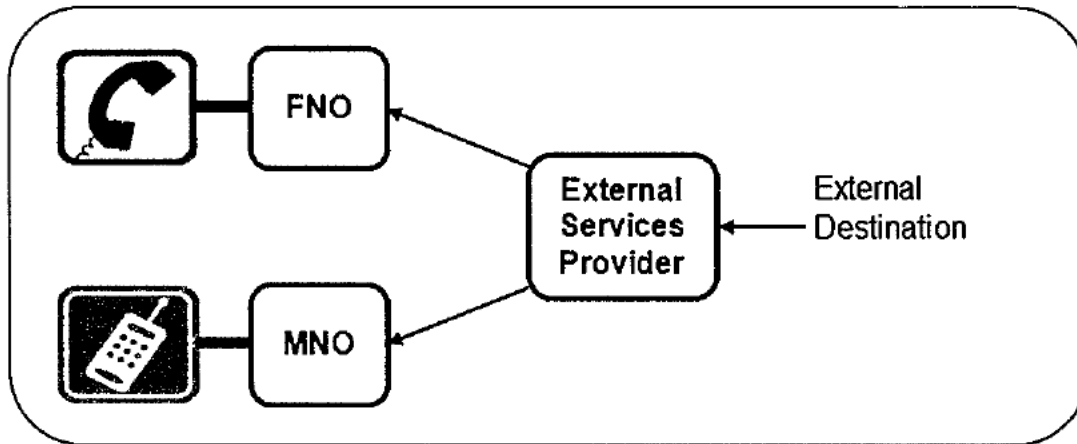 FNO
External
Services
Provider
External
Destination
MNO